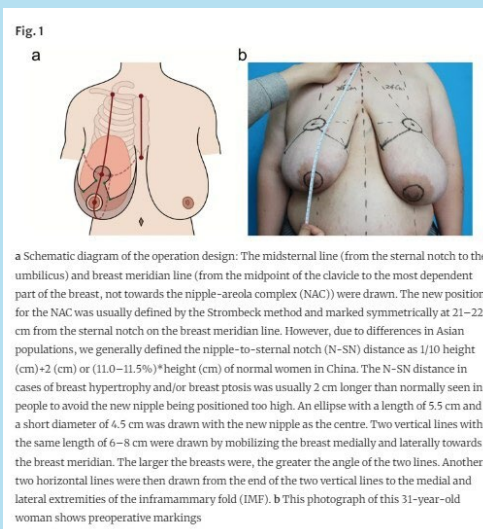 Fig. 1
a
b
a Schematic diagram of the operation design: The midsternal line (from the sternal notch to the
umbilicus) and breast meridian line (from the midpoint of the clavicle to the most dependent
part of the breast, not towards the nipple-areola complex (NAC)) were drawn. The new position
for the NAC was usually defined by the Strombeck method and marked symmetrically at 21–22
cm from the sternal notch on the breast meridian line. However, due to differences in Asian
populations, we generally defined the nipple-to-sternal notch (N-SN) distance as 1/10 height
(cm)+2 (cm) or (11.0–11.5%)*height (cm) of normal women in China. The N-SN distance in
cases of breast hypertrophy and/or breast ptosis was usually 2 cm longer than normally seen in
people to avoid the new nipple being positioned too high. An ellipse with a length of 5.5 cm and
a short diameter of 4.5 cm was drawn with the new nipple as the centre. Two vertical lines with
the same length of 6–8 cm were drawn by mobilizing the breast medially and laterally towards
the breast meridian. The larger the breasts were, the greater the angle of the two lines. Another
two horizontal lines were then drawn from the end of the two vertical lines to the medial and
lateral extremities of the inframammary fold (IMF). b This photograph of this 31-year-old
woman shows preoperative markings